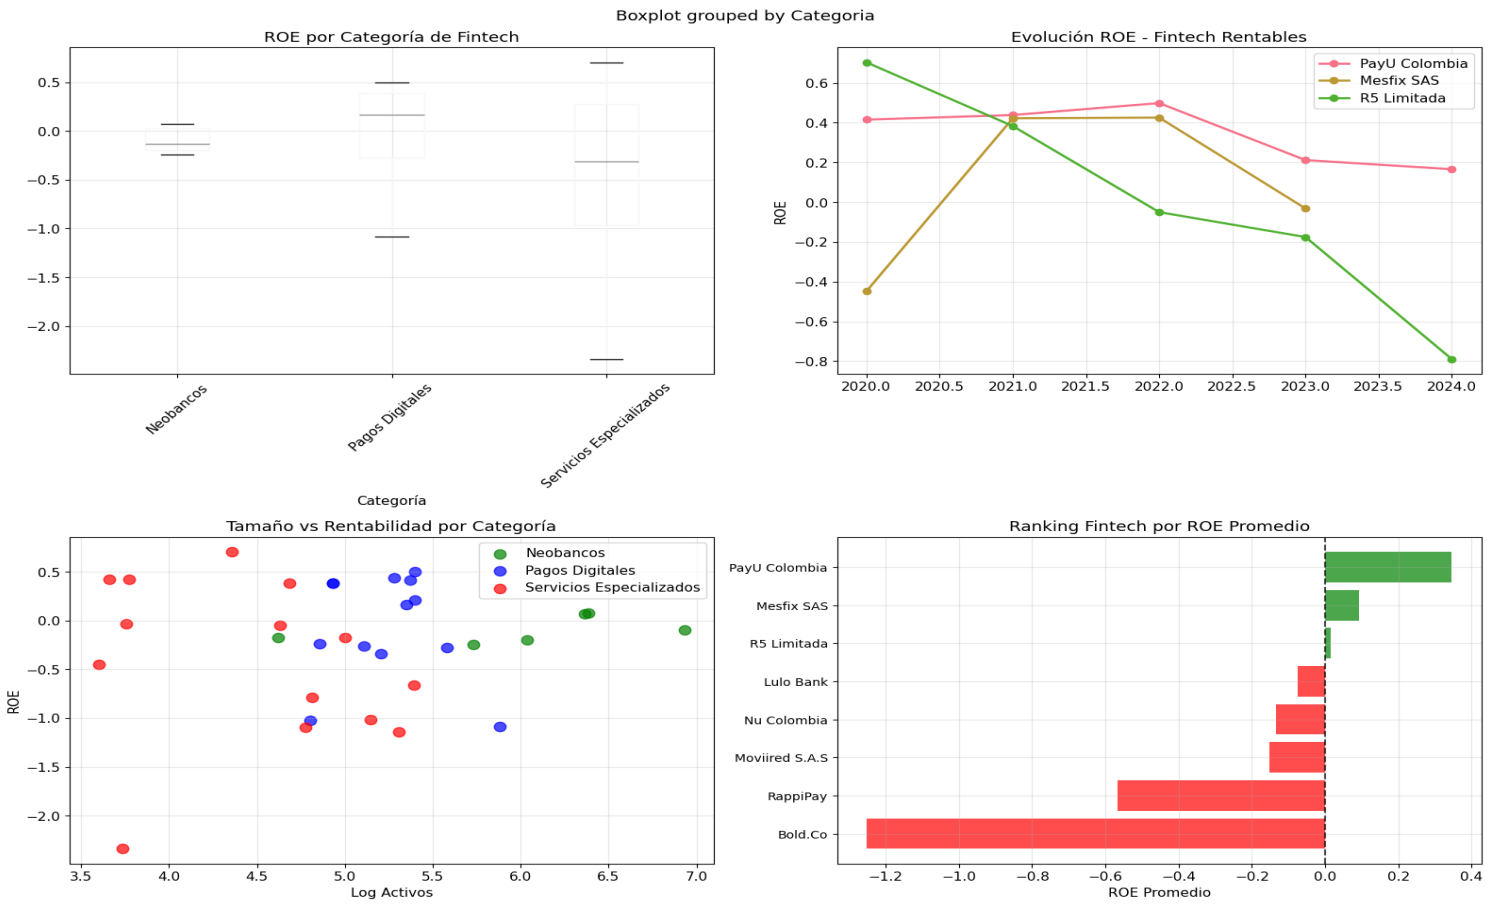 Boxplot grouped by Categoria
ROE por Categoría de Fintech
0.5
0.0
−0.5
−1.0
−1.5
−2.0
Neobancos
Pagos Digitales
Servicios Especializados
Categoría
Evolución ROE - Fintech Rentables
PayU Colombia
Mesfix SAS
R5 Limitada
ROE
0.6
0.4
0.2
0.0
−0.2
−0.4
−0.6
−0.8
2020.0 2020.5 2021.0 2021.5 2022.0 2022.5 2023.0 2023.5 2024.0
Tamaño vs Rentabilidad por Categoría
Neobancos
Pagos Digitales
Servicios Especializados
ROE
0.5
0.0
−0.5
−1.0
−1.5
−2.0
3.5 4.0 4.5 5.0 5.5 6.0 6.5 7.0
Log Activos
Ranking Fintech por ROE Promedio
PayU Colombia
Mesfix SAS
R5 Limitada
Lulo Bank
Nu Colombia
Moviired S.A.S
RappiPay
Bold.Co
−1.2 −1.0 −0.8 −0.6 −0.4 −0.2 0.0 0.2 0.4
ROE Promedio